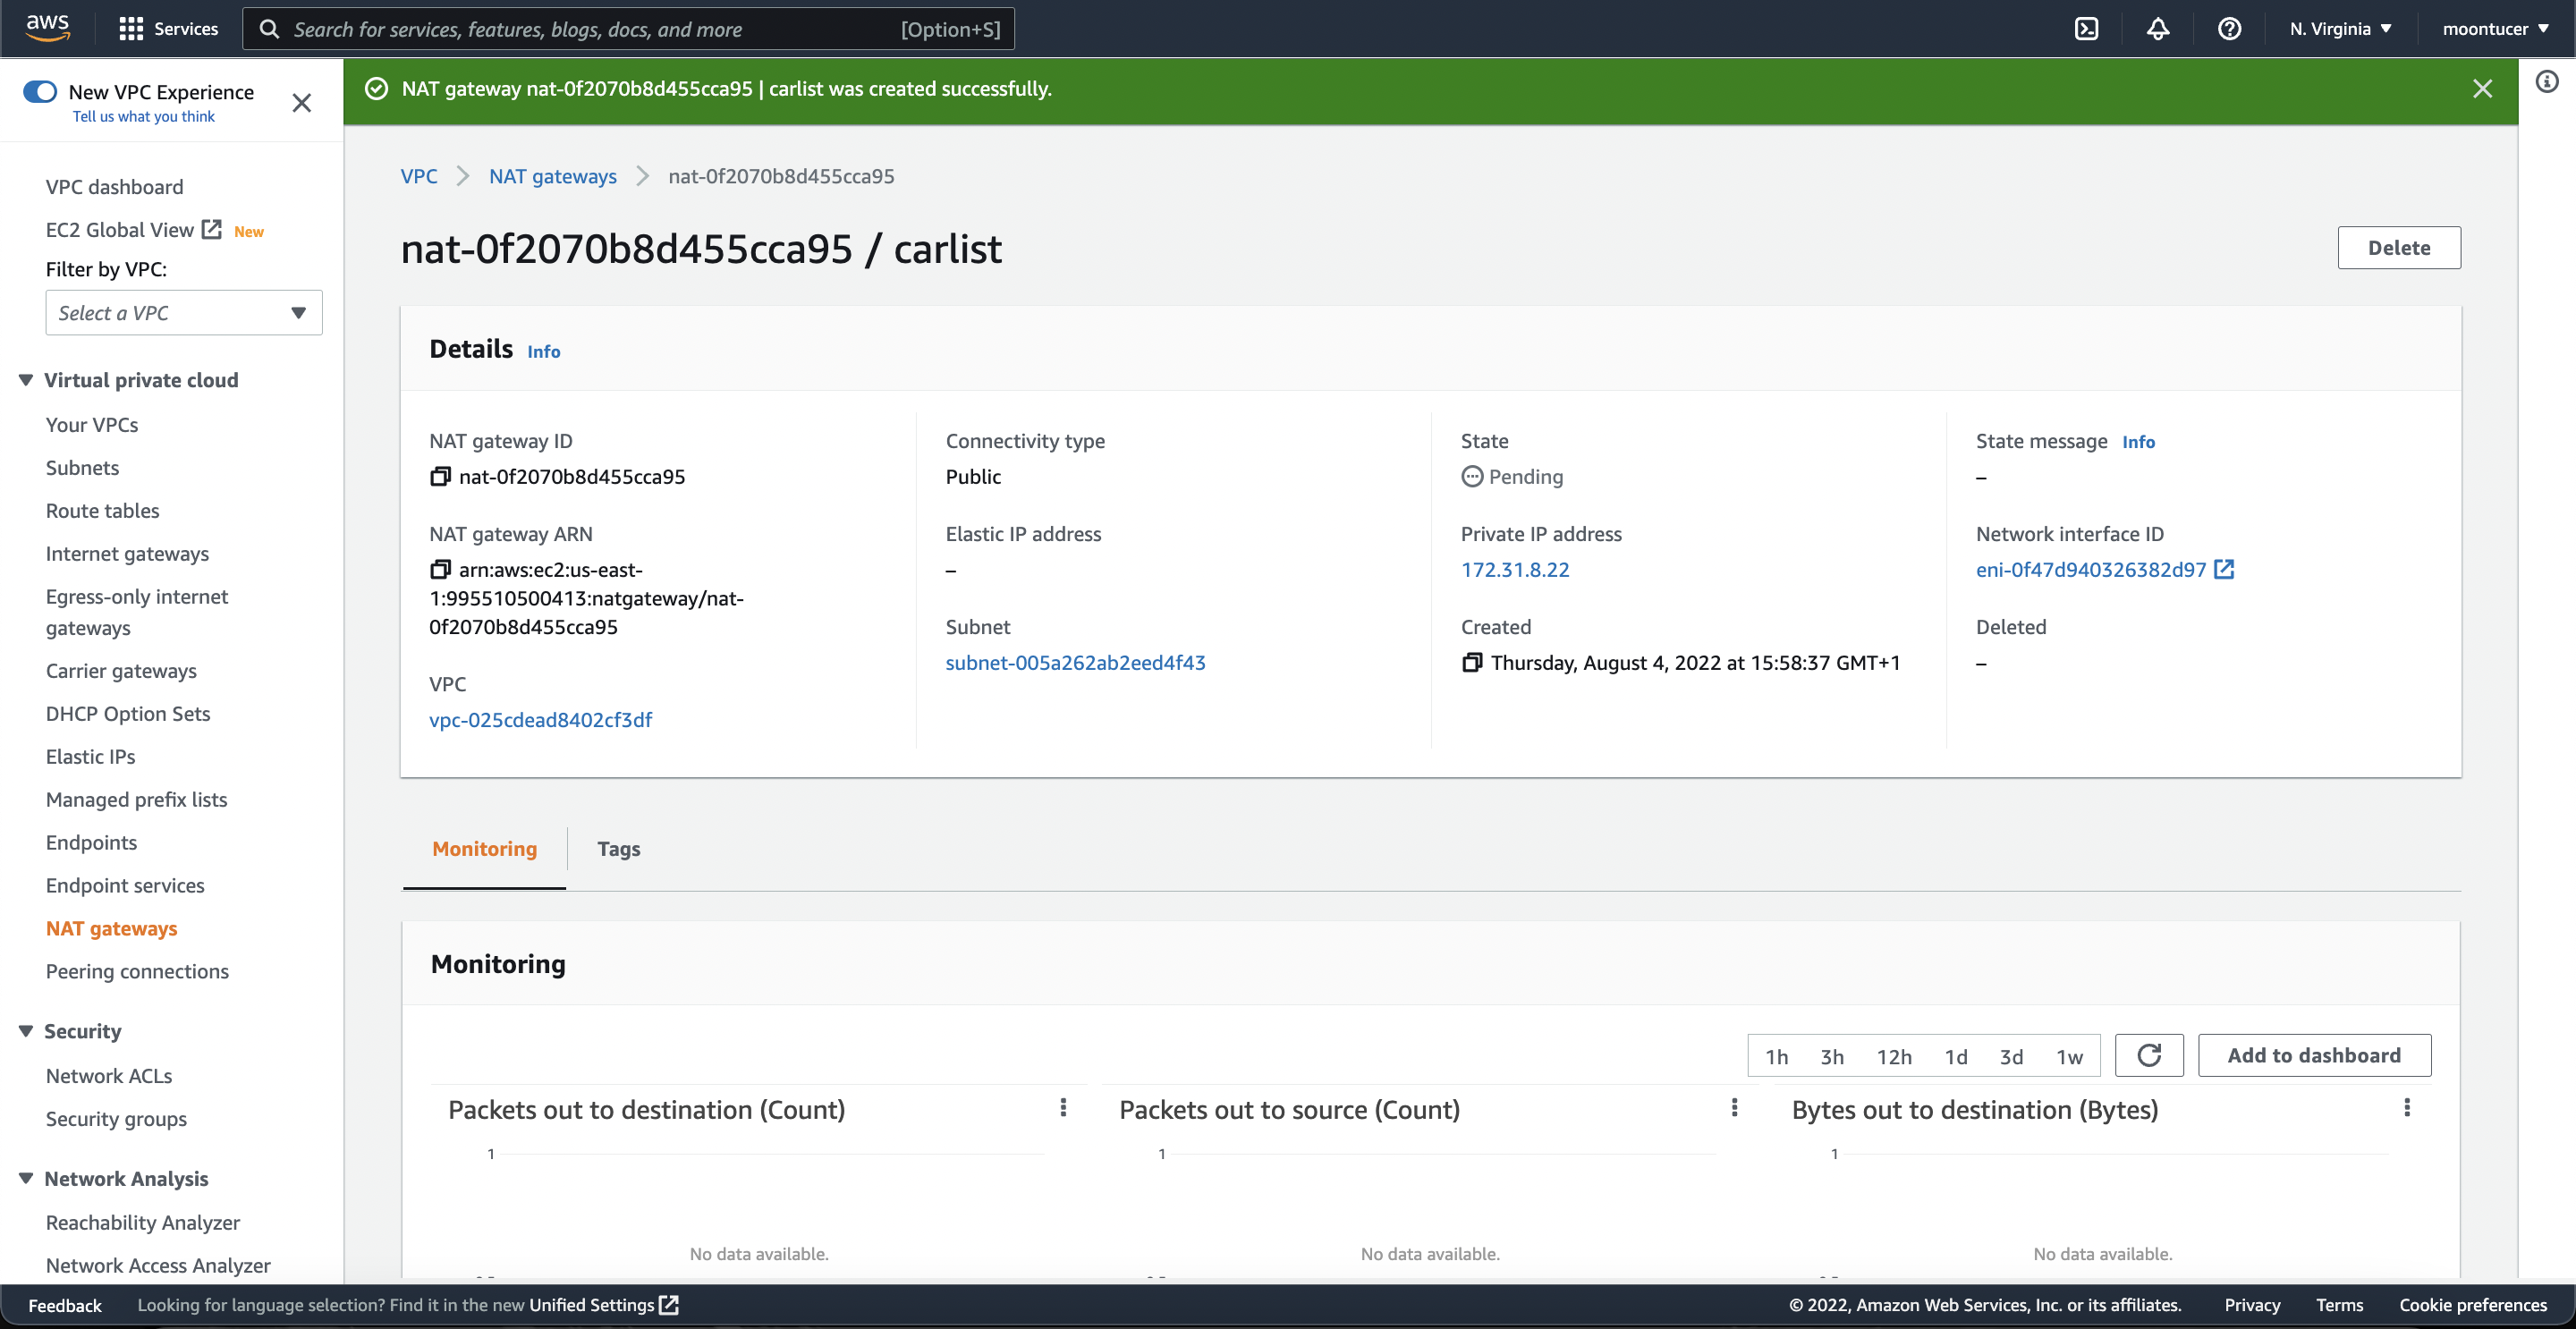 aws
Services
Search for services, features, blogs, docs, and more
[Option+S]
N. Virginia
moontucer
New VPC Experience
Tell us what you think
VPC dashboard
EC2 Global View New
Filter by VPC:
Select a VPC
Virtual private cloud
Your VPCs
Subnets
Route tables
Internet gateways
Egress-only internet
gateways
Carrier gateways
DHCP Option Sets
Elastic IPs
Managed prefix lists
Endpoints
Endpoint services
NAT gateways
Peering connections
Security
Network ACLs
Security groups
Network Analysis
Reachability Analyzer
Network Access Analyzer
NAT gateway nat-0f2070b8d455cca95 | carlist was created successfully.
VPC
NAT gateways
nat-0f2070b8d455cca95
nat-0f2070b8d455cca95 / carlist
Delete
Details Info
NAT gateway ID
nat-0f2070b8d455cca95
NAT gateway ARN
arn:aws:ec2:us-east-
1:995510500413:natgateway/nat-
0f2070b8d455cca95
VPC
vpc-025cdead8402cf3df
Connectivity type
Public
Elastic IP address
–
Subnet
subnet-005a262ab2eed4f43
State
Pending
Private IP address
172.31.8.22
Created
Thursday, August 4, 2022 at 15:58:37 GMT+1
State message Info
–
Network interface ID
eni-0f47d940326382d97
Deleted
–
Monitoring
Tags
Monitoring
1h 3h 12h 1d 3d 1w
Add to dashboard
Packets out to destination (Count)
1
No data available.
Packets out to source (Count)
1
No data available.
Bytes out to destination (Bytes)
1
No data available.
Feedback
Looking for language selection? Find it in the new Unified Settings
© 2022, Amazon Web Services, Inc. or its affiliates.
Privacy
Terms
Cookie preferences